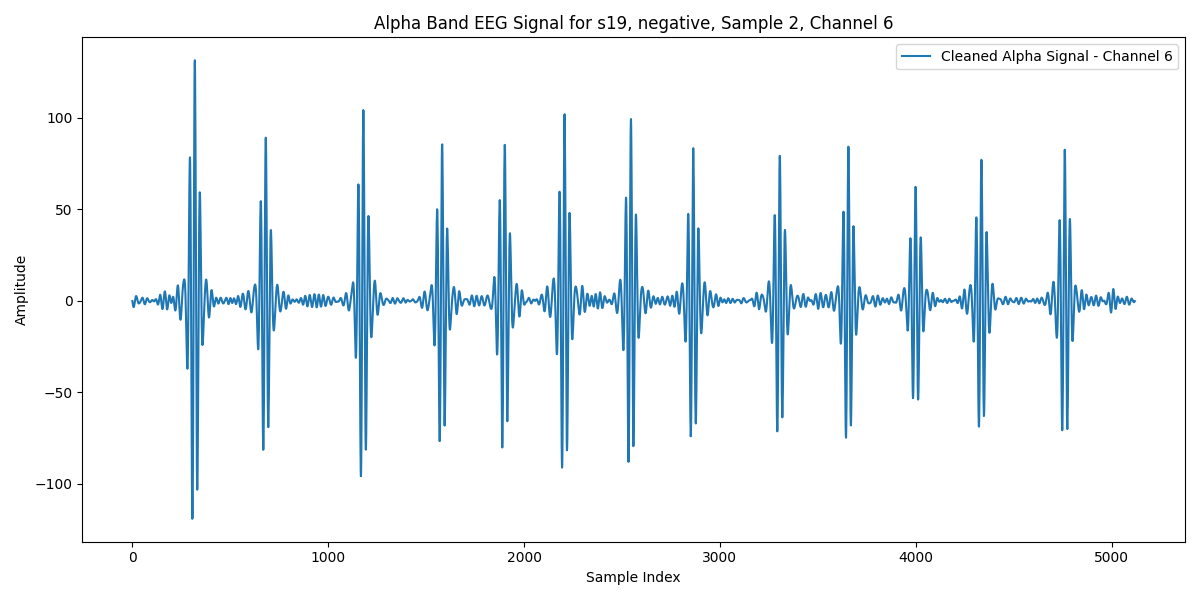 Alpha Band EEG Signal for s19, negative, Sample 2, Channel 6
Cleaned Alpha Signal - Channel 6
Amplitude
100
50
0
−50
−100
0 1000 2000 3000 4000 5000
Sample Index